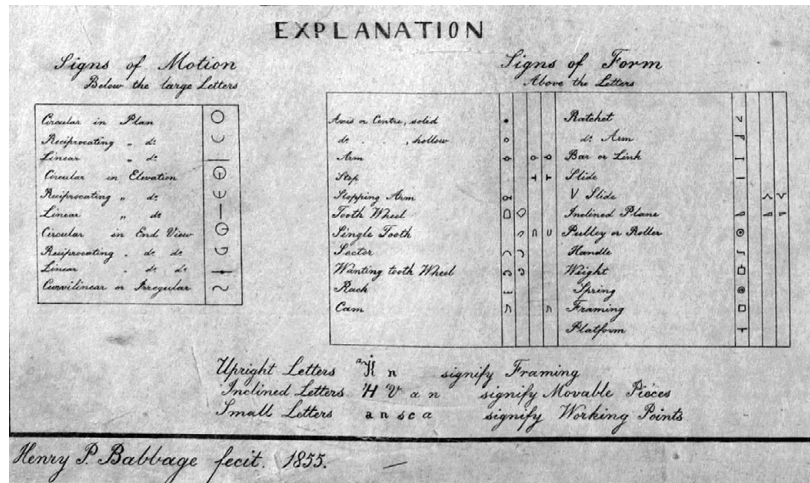 EXPLANATION
Signs of Motion
Below the large Letters
Circular in Plan
Reciprocating " do
Linear " do
Circular in Elevation
Reciprocating " do
Linear " do
Circular in End View
Reciprocating " do do
Linear " do do
Curvilinear or Irregular
Signs of Form
Above the Letters
Axis or Centre, solid
do . , hollow
Arm
Stop
Stopping Arm
Tooth Wheel
Single Tooth
Sector
Wanting tooth Wheel
Rack
Cam
Ratchet
do Arm
Bar or Link
Slide
V Slide
Inclined Plane
Pulley or Roller
Handle
Weight
Spring
Framing
Platform
Upright Letters n signify Framing
Inclined Letters H V a n signify Movable Pieces
Small Letters a n s c a signify Working Points
Henry P. Babbage fecit. 1855.